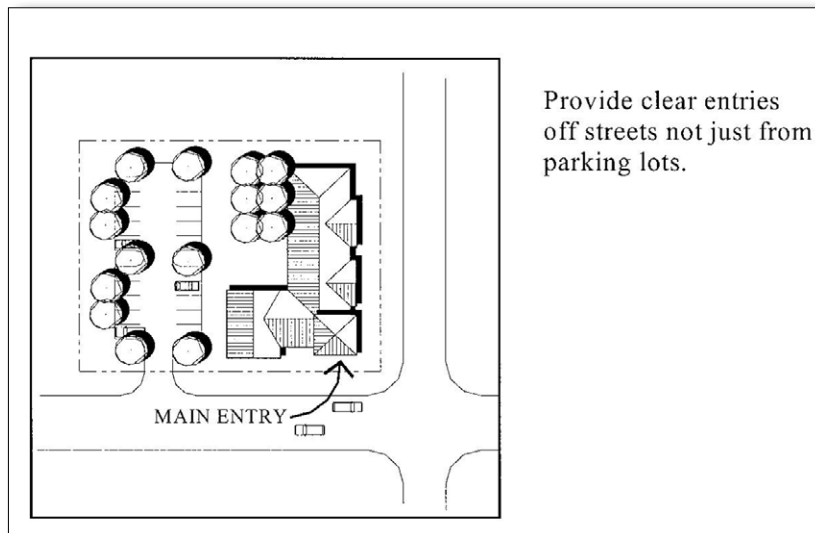 Provide clear entries
off streets not just from
parking lots.
MAIN ENTRY